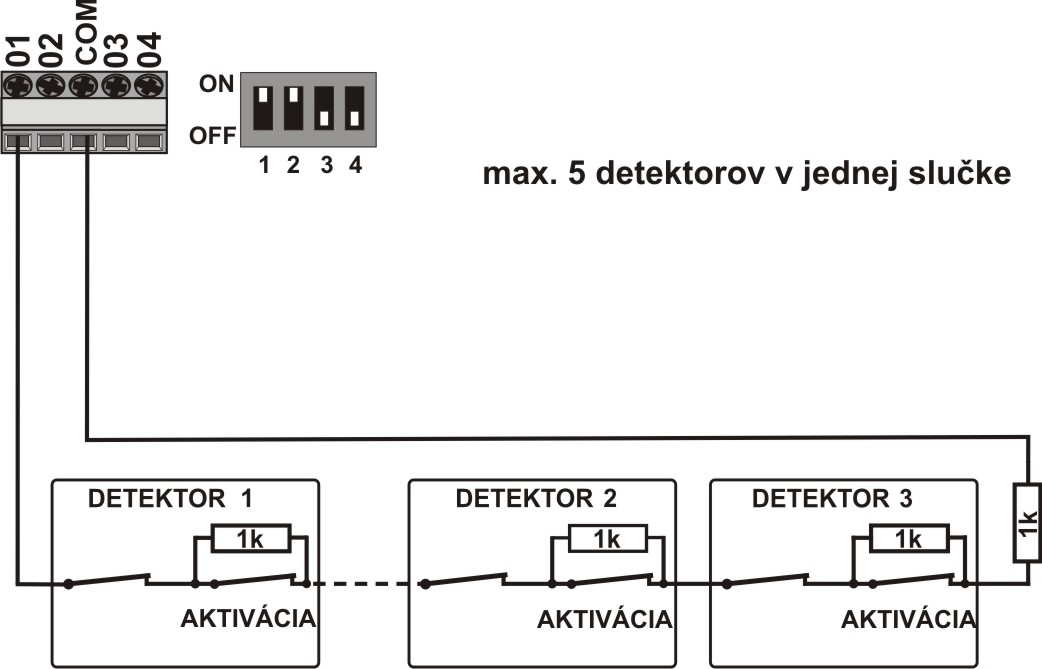 01 02 COM 03 04
ON
OFF
1 2 3 4
max. 5 detektorov v jednej slučke
DETEKTOR 1
DETEKTOR 2
DETEKTOR 3
1k
1k
1k
1k
AKTIVÁCIA
AKTIVÁCIA
AKTIVÁCIA